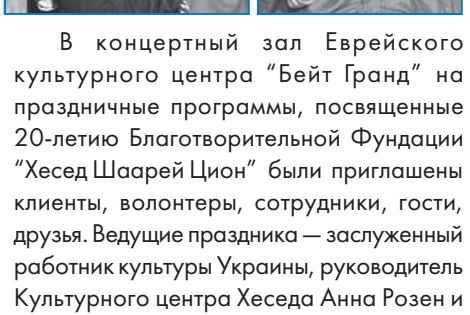 В концертный зал Еврейского
культурного центра “Бейт Гранд” на
праздничные программы, посвященные
20-летию Благотворительной Фундации
“Хесед Шаарей Цион” были приглашены
клиенты, волонтеры, сотрудники, гости,
друзья. Ведущие праздника — заслуженный
работник культуры Украины, руководитель
Культурного центра Хеседа Анна Розен и